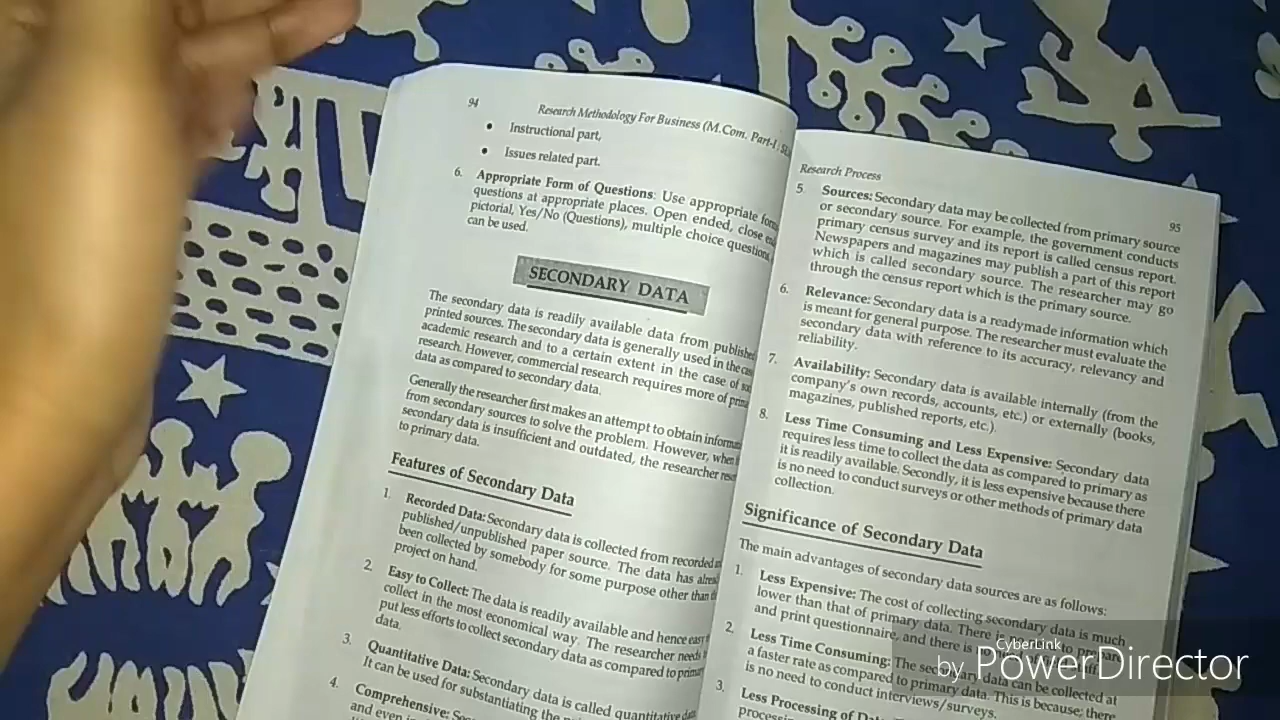 94
Research Methodology For Business (M.Com. Part-I
• Instructional part,
• Issues related part.
6. Appropriate Form of Questions: Use appropriate
questions at appropriate places. Open ended, close
pictorial, Yes/No (Questions), multiple choice
can be used.
SECONDARY DATA
The secondary data is readily available data from
printed sources. The secondary data is generally used in the
academic research and to a certain extent in the case of
research. However, commercial research requires more of
data as compared to secondary data.
Generally the researcher first makes an attempt to obtain
from secondary sources to solve the problem. However,
secondary data is insufficient and outdated, the researcher
to primary data.
Features of Secondary Data
1. Recorded Data: Secondary data is collected from recorded
published/unpublished paper source. The data has
been collected by somebody for some purpose other than
project on hand.
2. Easy to Collect: The data is readily available and hence easy
collect in the most economical way. The researcher needs
put less efforts to collect secondary data as compared to
data.
3. Quantitative Data: Secondary data is called quantitative
It can be used for substantiating the
4. Comprehensive:
and even
Research Process
95
5. Sources: Secondary data may be collected from primary source
or secondary source. For example, the government conducts
primary census survey and its report is called census report.
Newspapers and magazines may publish a part of this report
which is called secondary source. The researcher may go
through the census report which is the primary source.
6. Relevance: Secondary data is a readymade information which
is meant for general purpose. The researcher must evaluate the
secondary data with reference to its accuracy, relevancy and
reliability.
7. Availability: Secondary data is available internally (from the
company's own records, accounts, etc.) or externally (books,
magazines, published reports, etc.).
8. Less Time Consuming and Less Expensive: Secondary data
requires less time to collect the data as compared to primary as
it is readily available. Secondly, it is less expensive because there
is no need to conduct surveys or other methods of primary data
collection.
Significance of Secondary Data
The main advantages of secondary data sources are as follows:
1. Less Expensive: The cost of collecting secondary data is much
lower than that of primary data. There is no need to prepare
and print questionnaire, and there is
2. Less Time Consuming: The secondary data can be collected at
a faster rate as compared to primary data. This is because, there
is no need to conduct interviews/surveys.
3. Less Processing of
CyberLink
by PowerDirector